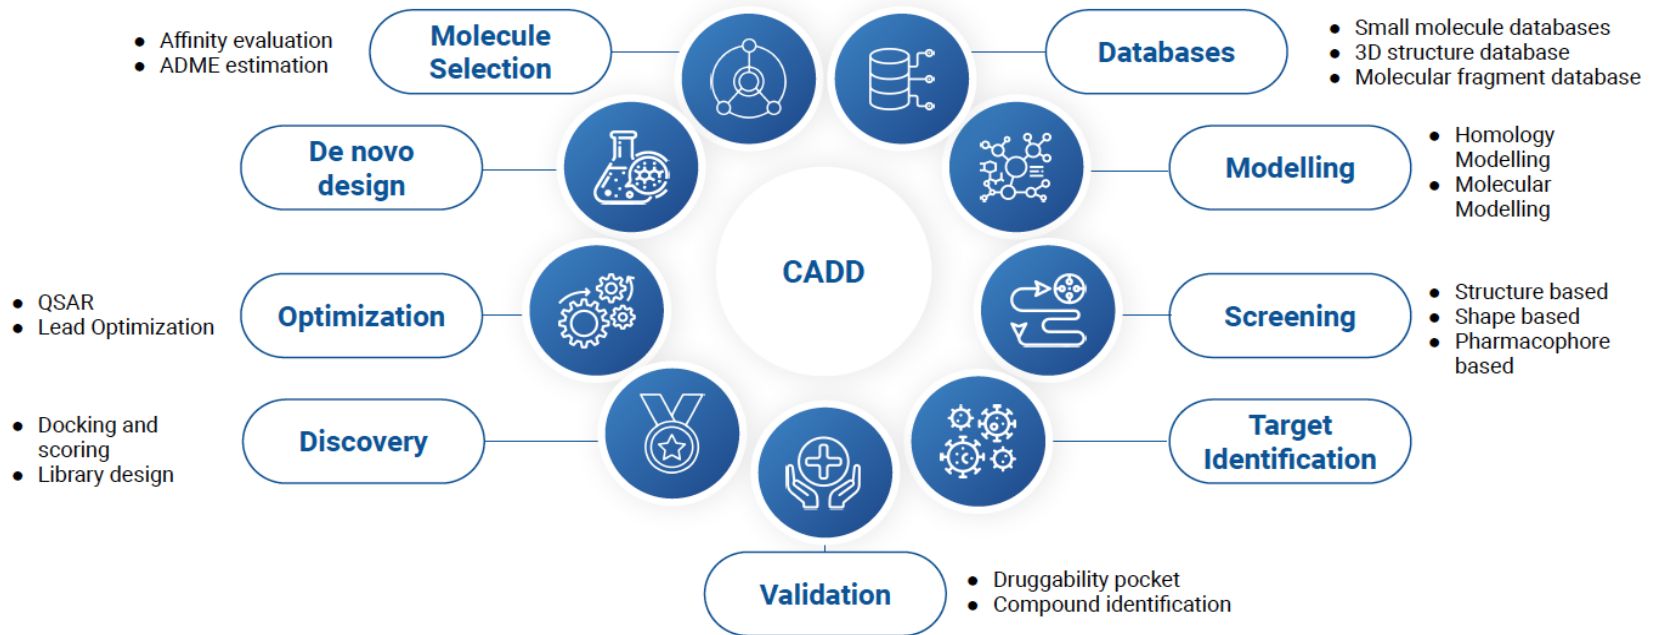 Molecule
Selection
● Affinity evaluation
● ADME estimation
Databases
● Small molecule databases
● 3D structure database
● Molecular fragment database
De novo
design
Modelling
● Homology
Modelling
● Molecular
Modelling
CADD
● QSAR
● Lead Optimization
Optimization
Screening
● Structure based
● Shape based
● Pharmacophore
based
● Docking and
scoring
● Library design
Discovery
Target
Identification
Validation
● Druggability pocket
● Compound identification